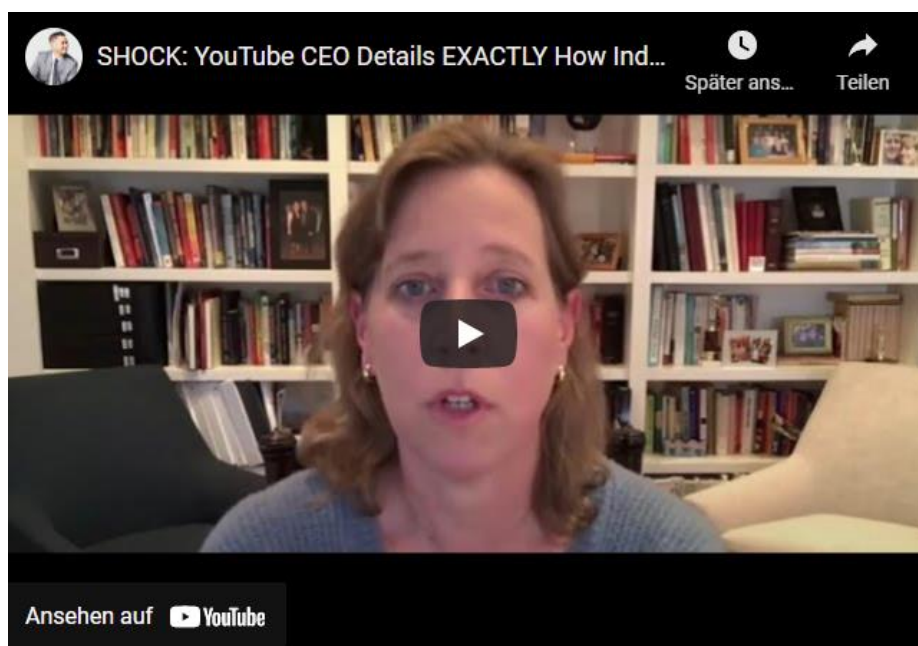 SHOCK: YouTube CEO Details EXACTLY How Ind...
Später ans...
Teilen
Ansehen auf YouTube